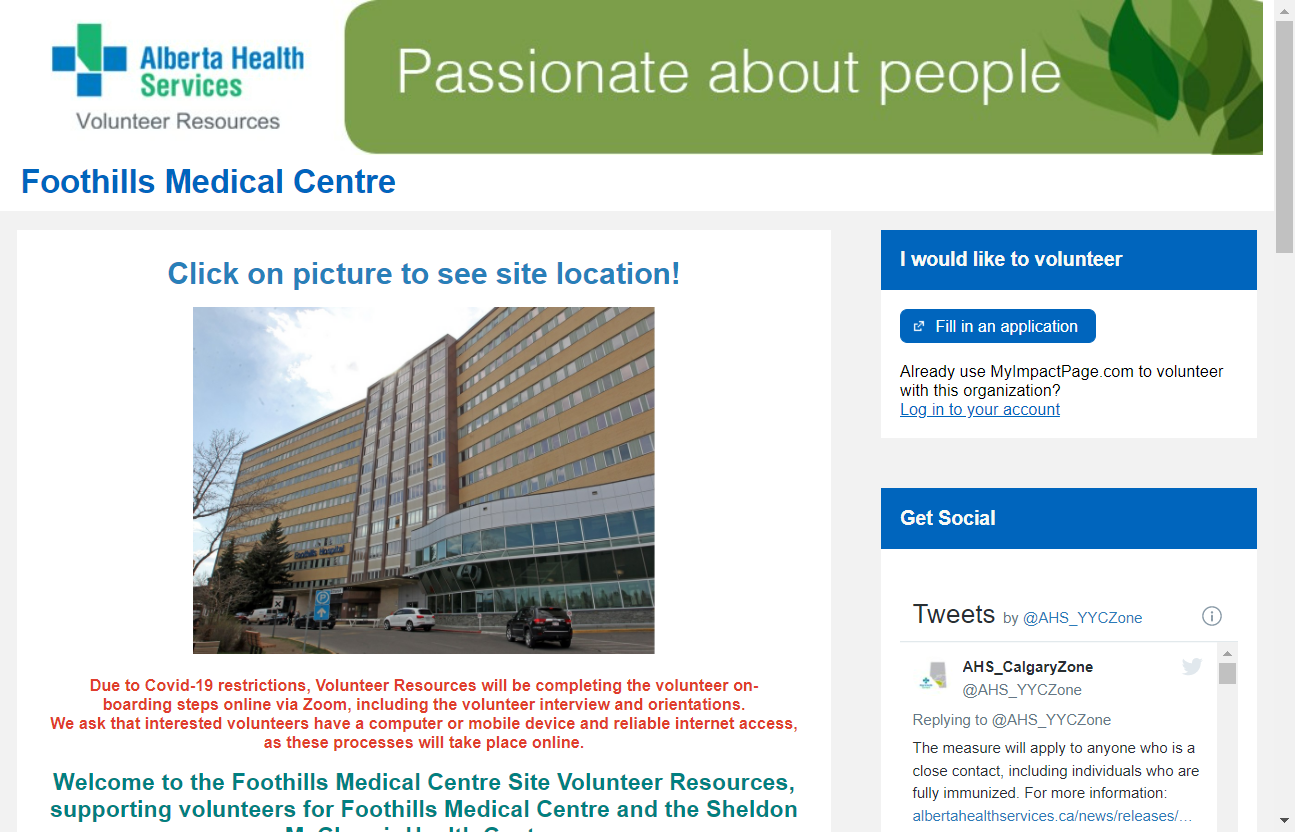 Alberta Health
Services
Volunteer Resources
Passionate about people
Foothills Medical Centre
Click on picture to see site location!
Foothills Hospital
P
Due to Covid-19 restrictions, Volunteer Resources will be completing the volunteer on-
boarding steps online via Zoom, including the volunteer interview and orientations.
We ask that interested volunteers have a computer or mobile device and reliable internet access,
as these processes will take place online.
Welcome to the Foothills Medical Centre Site Volunteer Resources,
supporting volunteers for Foothills Medical Centre and the Sheldon
I would like to volunteer
Fill in an application
Already use MyImpactPage.com to volunteer
with this organization?
Log in to your account
Get Social
Tweets by @AHS_YYCZone
AHS_CalgaryZone
@AHS_YYCZone
Replying to @AHS_YYCZone
The measure will apply to anyone who is a
close contact, including individuals who are
fully immunized. For more information:
albertahealthservices.ca/news/releases/…